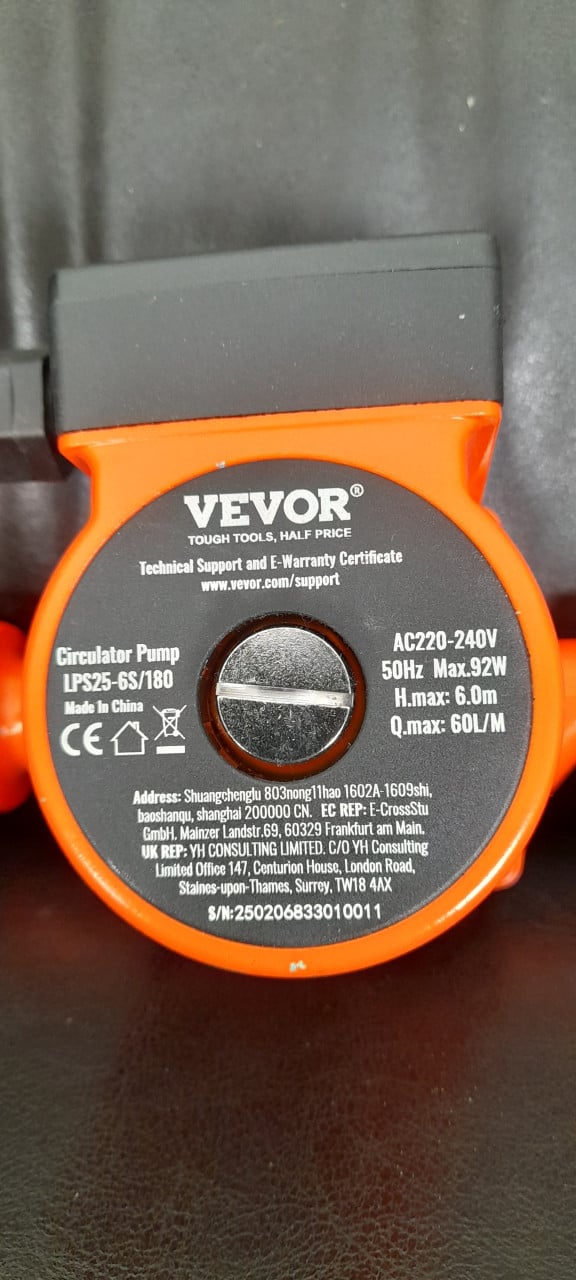 VEVOR®
TOUGH TOOLS, HALF PRICE
Technical Support and E-Warranty Certificate
www.vevor.com/support
Circulator Pump
LPS25-6S/180
Made In China
CE
AC220-240V
50Hz Max.92W
H.max: 6.0m
Q.max: 60L/M
Address: Shuangchenglu 803nong11hao 1602A-1609shi,
baoshanqu, shanghai 200000 CN. EC REP: E-CrossStu
GmbH. Mainzer Landstr.69, 60329 Frankfurt am Main.
UK REP: YH CONSULTING LIMITED. C/O YH Consulting
Limited Office 147, Centurion House, London Road,
Staines-upon-Thames, Surrey, TW18 4AX
S/N:250206833010011